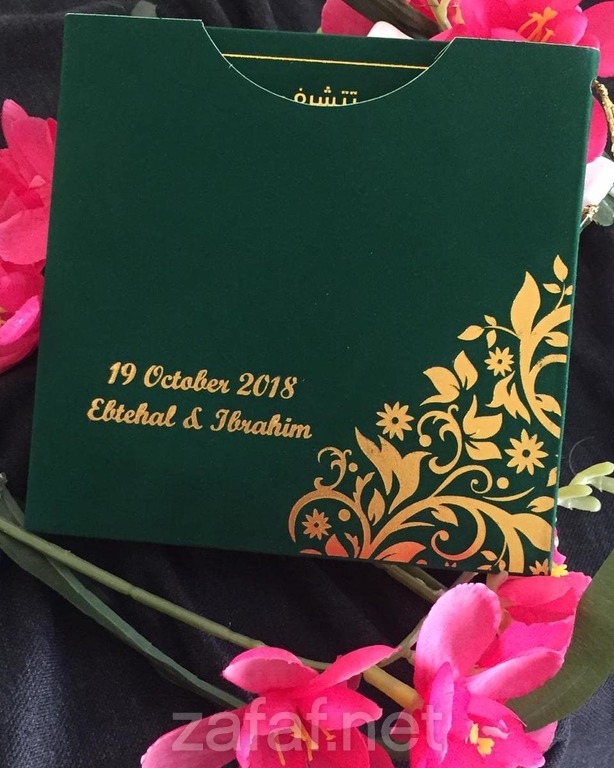 تتشرف
19 October 2018
Ebtehal & Ibrahim
zafaf.net